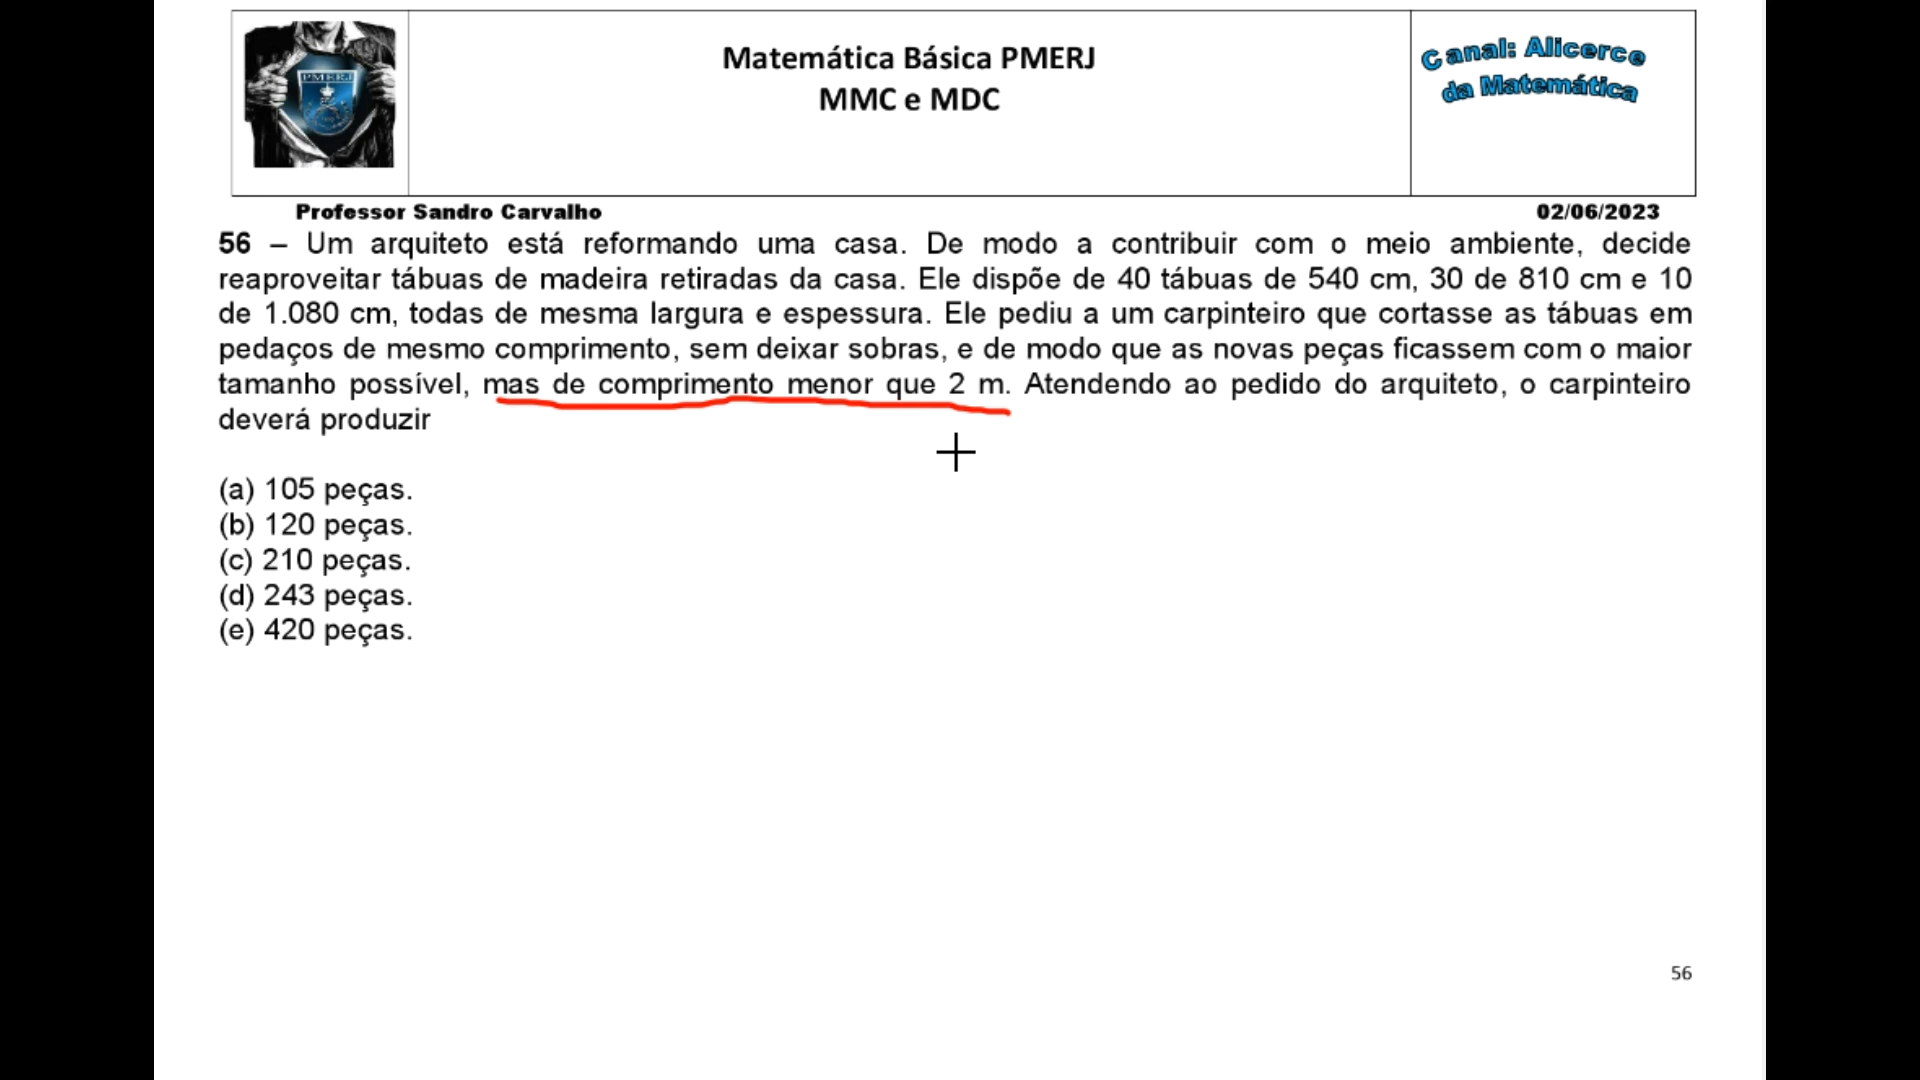 PMERJ
Matemática Básica PMERJ
MMC e MDC
Canal: Alicerce
da Matemática
Professor Sandro Carvalho
02/06/2023
56 – Um arquiteto está reformando uma casa. De modo a contribuir com o meio ambiente, decide
reaproveitar tábuas de madeira retiradas da casa. Ele dispõe de 40 tábuas de 540 cm, 30 de 810 cm e 10
de 1.080 cm, todas de mesma largura e espessura. Ele pediu a um carpinteiro que cortasse as tábuas em
pedaços de mesmo comprimento, sem deixar sobras, e de modo que as novas peças ficassem com o maior
tamanho possível, mas de comprimento menor que 2 m. Atendendo ao pedido do arquiteto, o carpinteiro
deverá produzir
(a) 105 peças.
(b) 120 peças.
(c) 210 peças.
(d) 243 peças.
(e) 420 peças.
56